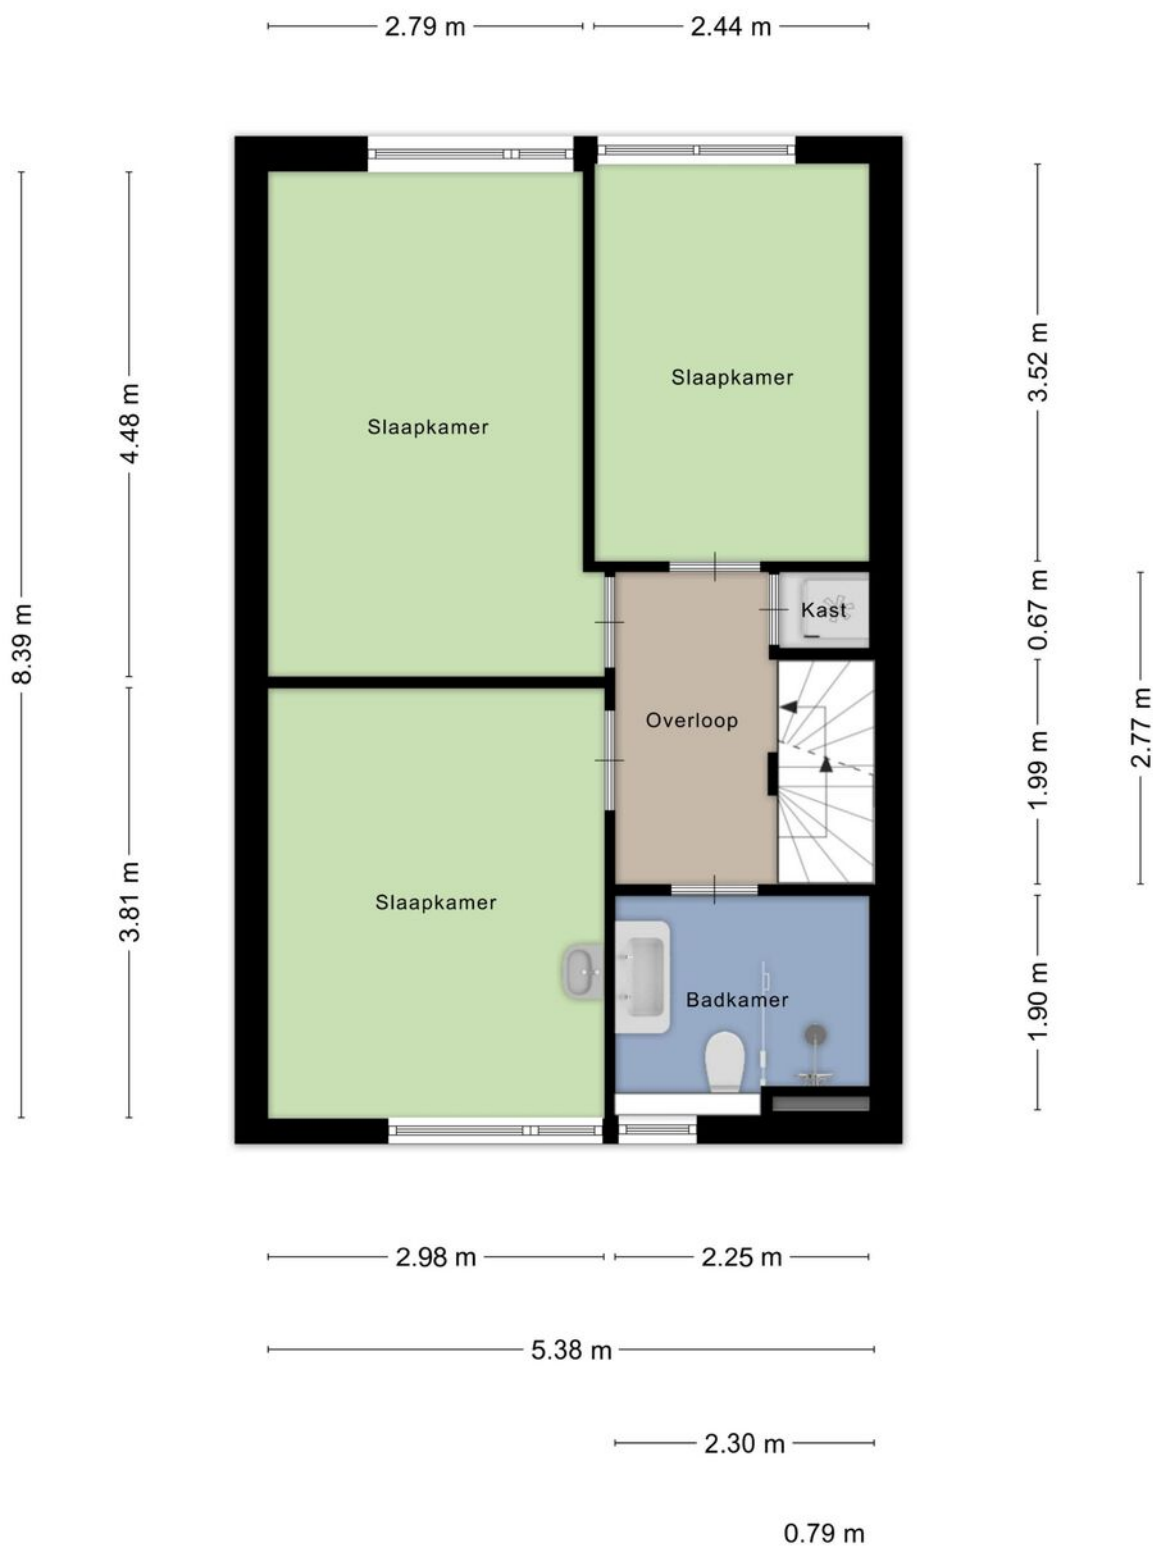 2.79 m
2.44 m
3.52 m
Slaapkamer
4.48 m
Slaapkamer
8.39 m
0.67 m
Kast
2.77 m
Overloop
1.99 m
3.81 m
Slaapkamer
1.90 m
Badkamer
2.98 m
2.25 m
5.38 m
2.30 m
0.79 m